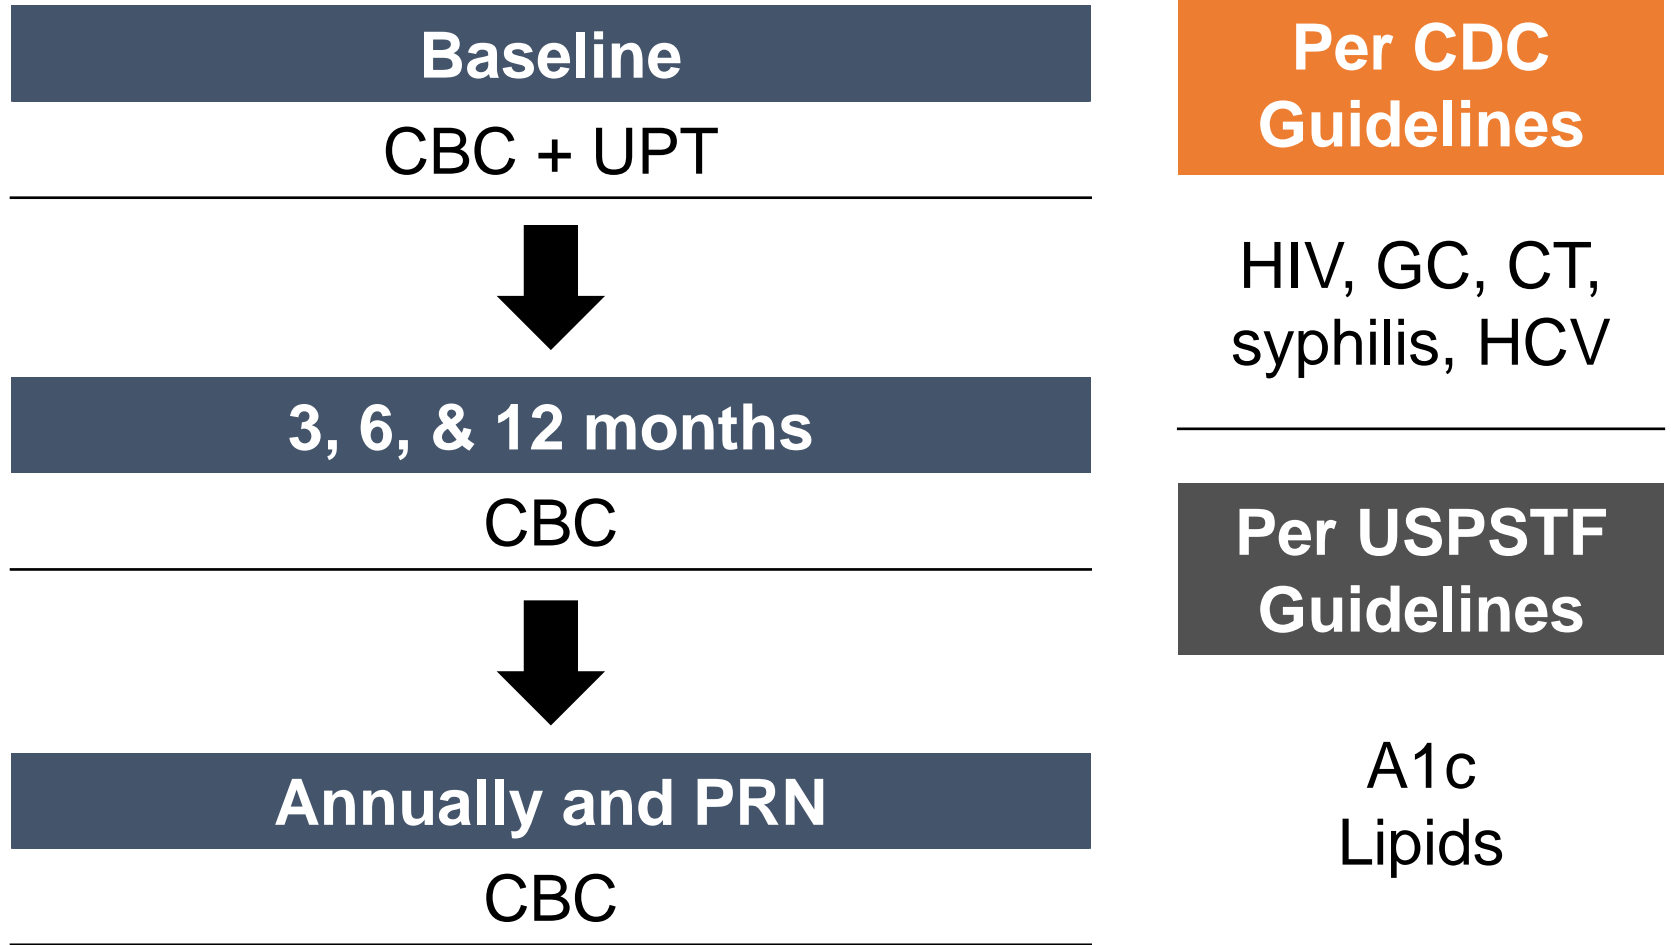 Baseline
CBC + UPT
3, 6, & 12 months
CBC
Annually and PRN
CBC
Per CDC
Guidelines
HIV, GC, CT,
syphilis, HCV
Per USPSTF
Guidelines
A1c
Lipids